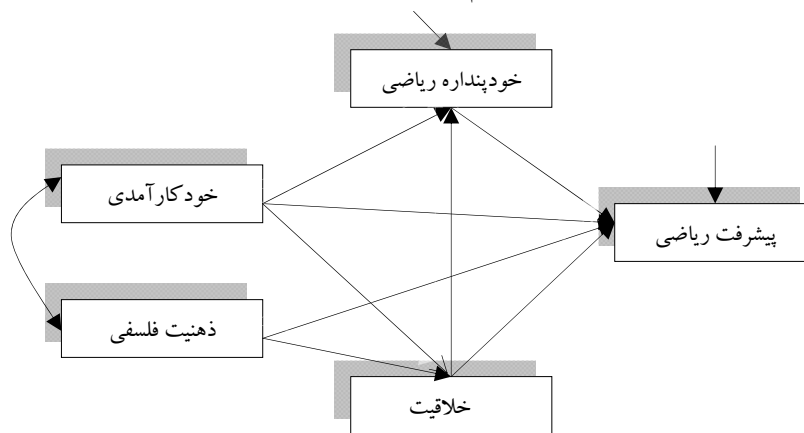 خودپنداره ریاضی
خودکارآمدی
پیشرفت ریاضی
ذهنیت فلسفی
خلاقیت